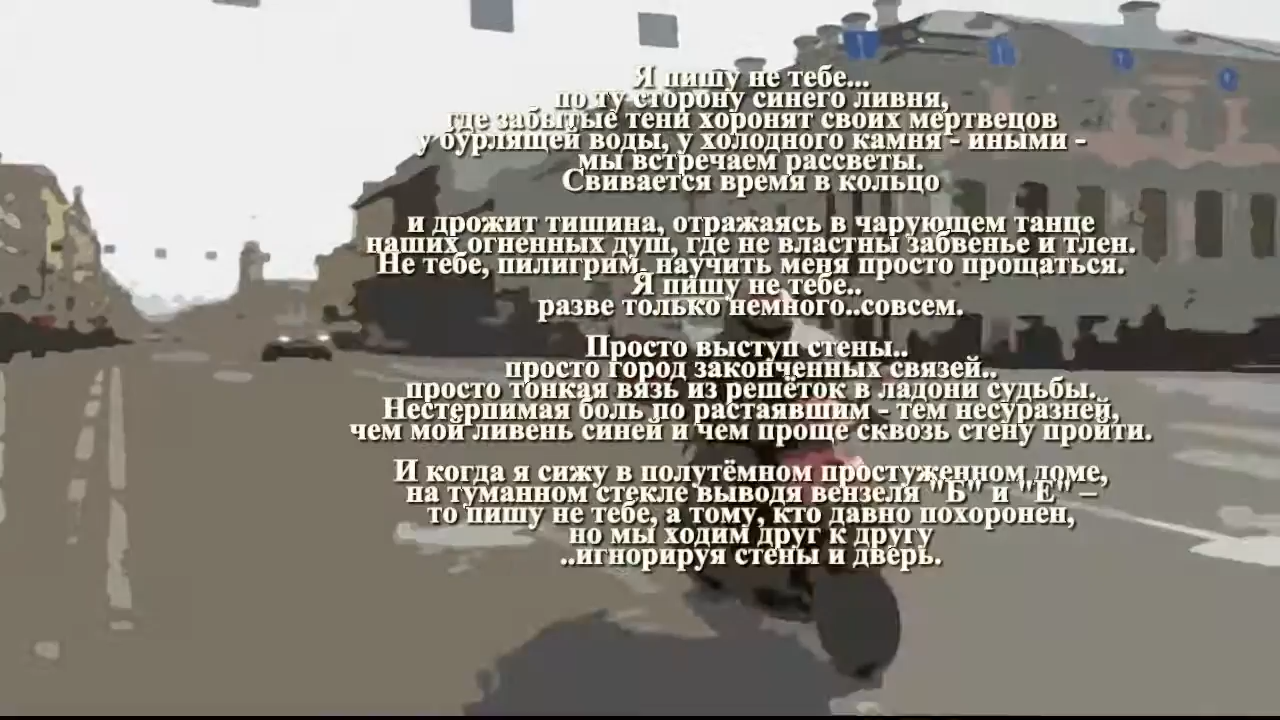 Я пишу не тебе...
по ту сторону синего ливня,
где забытые тени хоронят своих мертвецов
у бурлящей воды, у холодного камня - иными -
мы встречаем рассветы.
Свивается время в кольцо
и дрожит тишина, отражаясь в чарующем танце
наших огненных душ, где не властны забвенье и тлен.
Не тебе, пилигрим, научить меня просто прощаться.
Я пишу не тебе..
разве только немного..совсем.
Просто выступ стены..
просто город законченных связей..
просто тонкая вязь из решёток в ладони судьбы.
Нестерпимая боль по растаявшим - тем несуразней,
чем мой ливень синей и чем проще сквозь стену пройти.
И когда я сижу в полутёмном простуженном доме,
на туманном стекле выводя вензеля "Б" и "Е" –
то пишу не тебе, а тому, кто давно похоронен,
но мы ходим друг к другу
..игнорируя стены и дверь.